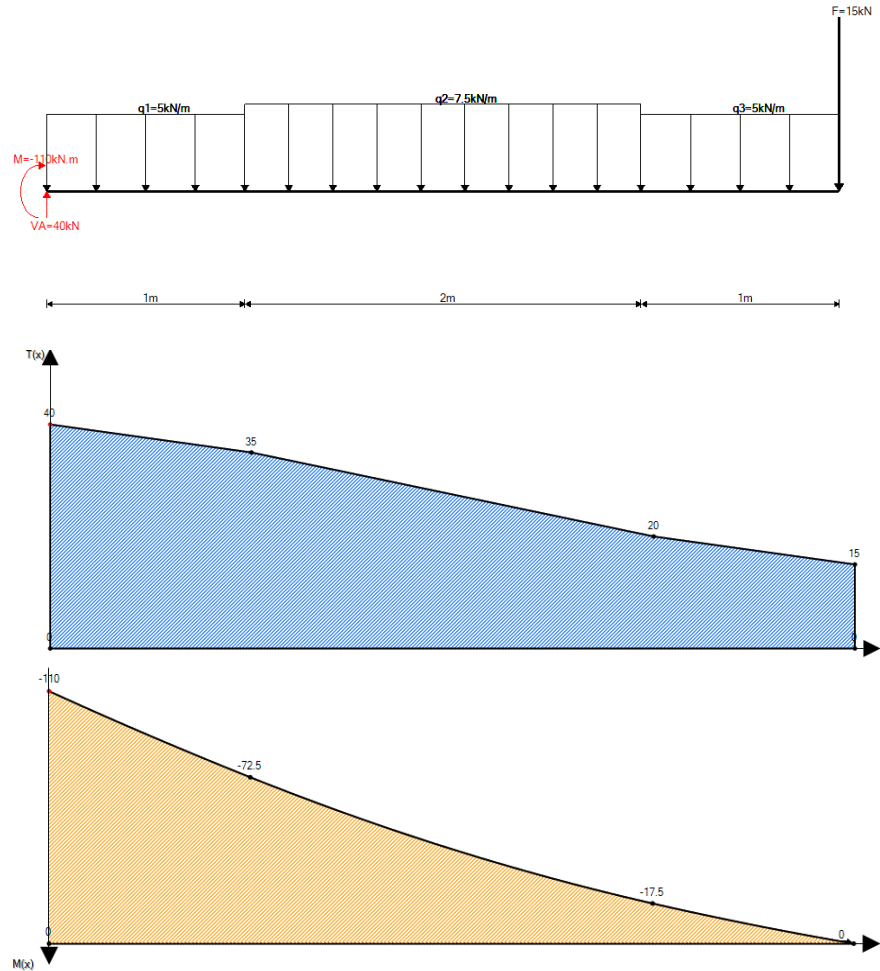 F=15kN
q1=5kN/m
q2=7.5kN/m
q3=5kN/m
M=-110kN.m
VA=40kN
1m
2m
1m
T(x)
40
35
20
15
0
0
-110
-72.5
-17.5
0
0
M(x)